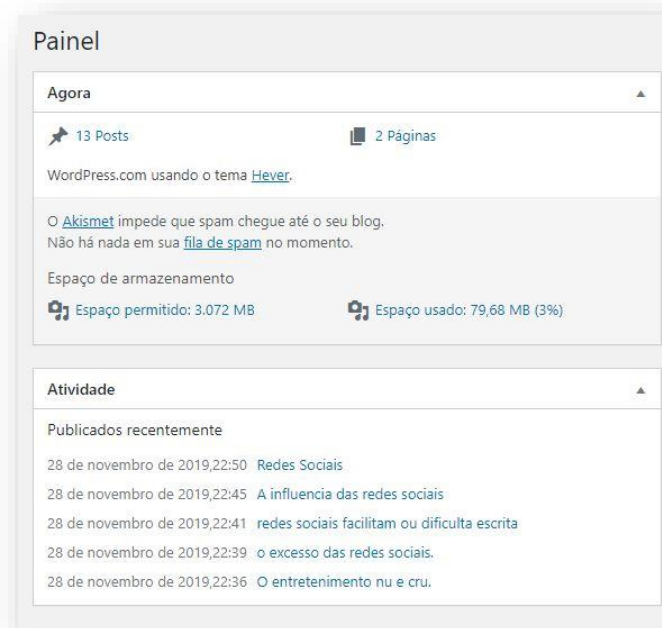 Painel
Agora
13 Posts
2 Páginas
WordPress.com usando o tema Hever.
O Akismet impede que spam chegue até o seu blog.
Não há nada em sua fila de spam no momento.
Espaço de armazenamento
Espaço permitido: 3.072 MB
Espaço usado: 79,68 MB (3%)
Atividade
Publicados recentemente
28 de novembro de 2019,22:50 Redes Sociais
28 de novembro de 2019,22:45 A influencia das redes sociais
28 de novembro de 2019,22:41 redes sociais facilitam ou dificulta escrita
28 de novembro de 2019,22:39 o excesso das redes sociais.
28 de novembro de 2019,22:36 O entretenimento nu e cru.